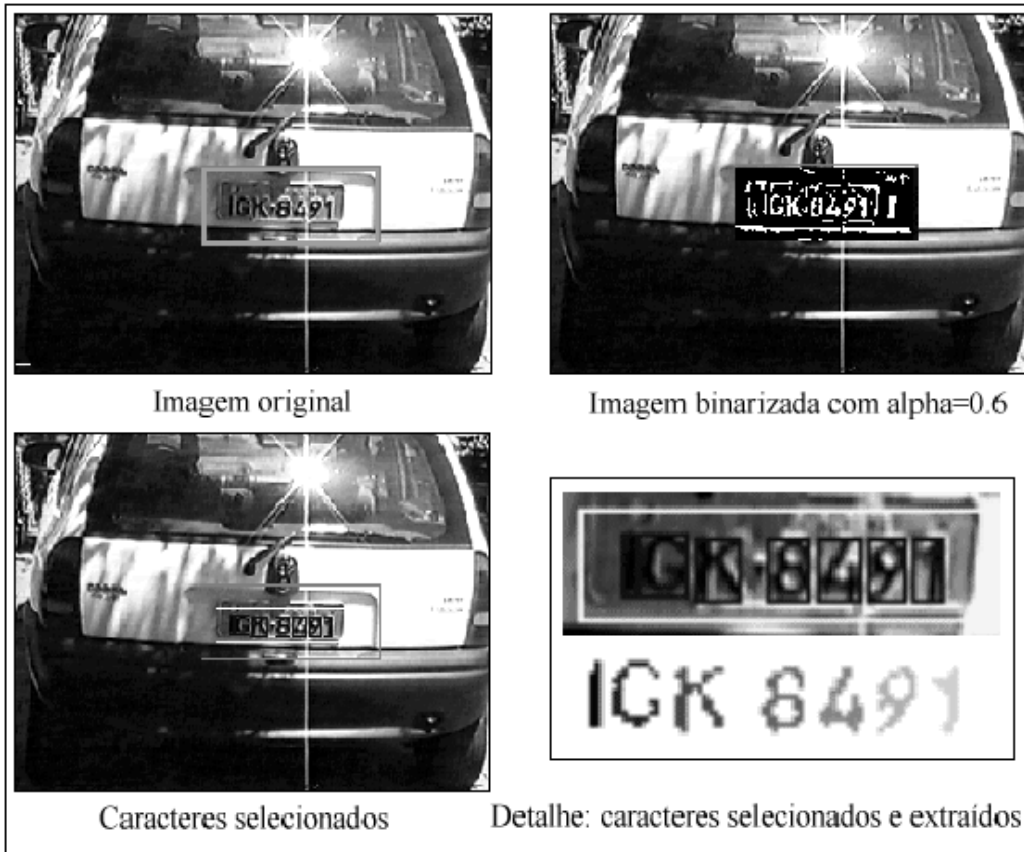 IGK-8491
Imagem original
IGK-8491
Imagem binarizada com alpha=0.6
IGK-8491
Caracteres selecionados
IGK-8491
IGK 8491
Detalhe: caracteres selecionados e extraídos